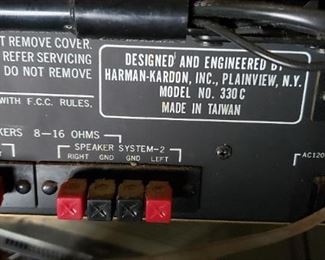 T REMOVE COVER.
REFER SERVICING
DO NOT REMOVE
WITH F.C.C. RULES.
DESIGNED AND ENGINEERED BY
HARMAN-KARDON, INC., PLAINVIEW, N.Y.
MODEL NO. 330C
MADE IN TAIWAN
KERS 8-16 OHMS
SPEAKER SYSTEM-2
RIGHT GND GND LEFT
AC120